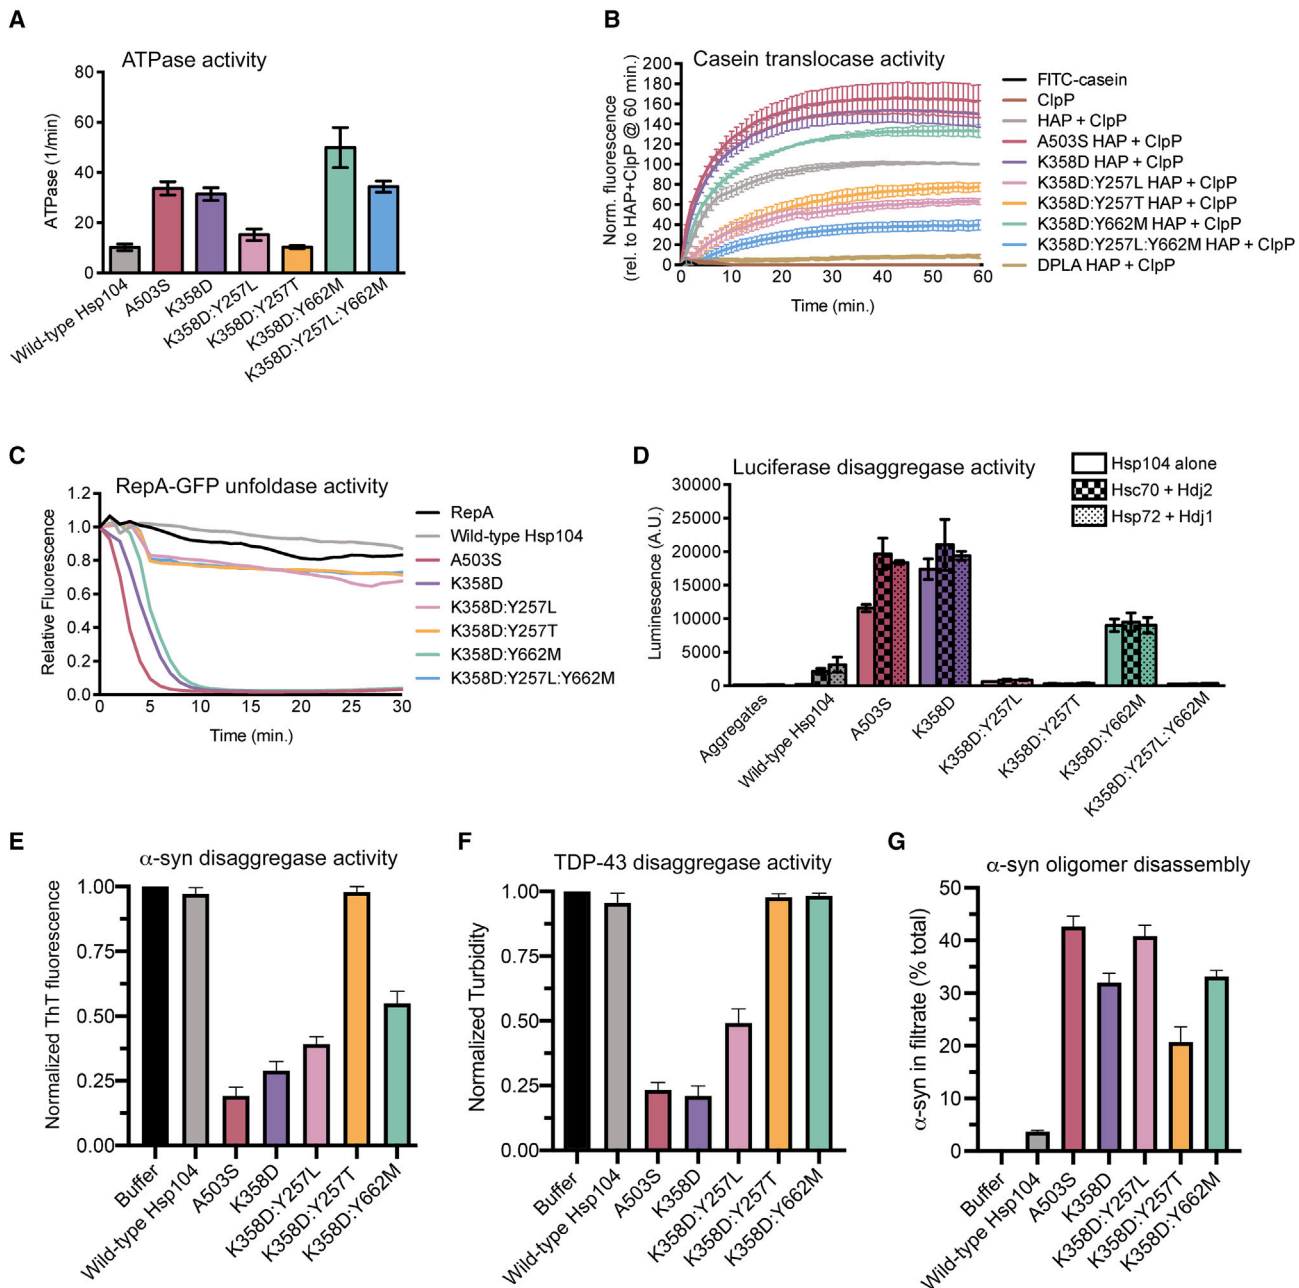 A
ATPase activity
ATPase (1/min)
80
60
40
20
0
Wild-type Hsp104
A503S
K358D
K358D:Y257L
K358D:Y257T
K358D:Y662M
K358D:Y257L:Y662M
B
Casein translocase activity
Norm. fluorescence
(rel. to HAP+ClpP @ 60 min.)
200
180
160
140
120
100
80
60
40
20
0
0
10
20
30
40
50
60
Time (min.)
FITC-casein
ClpP
HAP + ClpP
A503S HAP + ClpP
K358D HAP + ClpP
K358D:Y257L HAP + ClpP
K358D:Y257T HAP + ClpP
K358D:Y662M HAP + ClpP
K358D:Y257L:Y662M HAP + ClpP
DPLA HAP + ClpP
C
RepA-GFP unfoldase activity
Relative Fluorescence
1.2
1.0
0.8
0.6
0.4
0.2
0.0
0
5
10
15
20
25
30
Time (min.)
RepA
Wild-type Hsp104
A503S
K358D
K358D:Y257L
K358D:Y257T
K358D:Y662M
K358D:Y257L:Y662M
D
Luciferase disaggregase activity
Luminescence (A.U.)
30000
25000
20000
15000
10000
5000
0
Hsp104 alone
Hsc70 + Hdj2
Hsp72 + Hdj1
Aggregates
Wild-type Hsp104
A503S
K358D
K358D:Y257L
K358D:Y257T
K358D:Y662M
K358D:Y257L:Y662M
E
α-syn disaggregase activity
Normalized ThT fluorescence
1.00
0.75
0.50
0.25
0.00
Buffer
Wild-type Hsp104
A503S
K358D
K358D:Y257L
K358D:Y257T
K358D:Y662M
F
TDP-43 disaggregase activity
Normalized Turbidity
1.00
0.75
0.50
0.25
0.00
Buffer
Wild-type Hsp104
A503S
K358D
K358D:Y257L
K358D:Y257T
K358D:Y662M
G
α-syn oligomer disassembly
α-syn in filtrate (% total)
50
40
30
20
10
0
Buffer
Wild-type Hsp104
A503S
K358D
K358D:Y257L
K358D:Y257T
K358D:Y662M